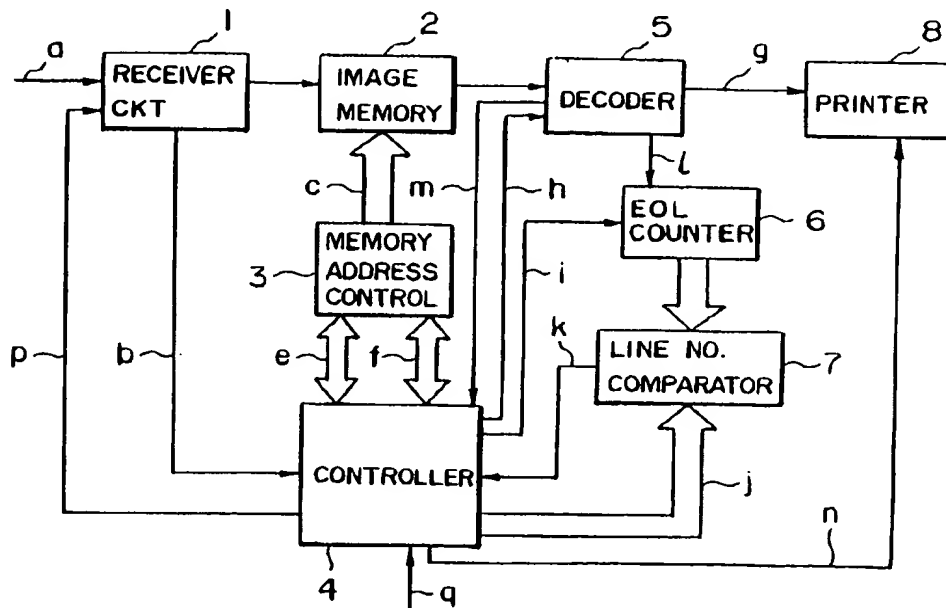 1
2
5
8
a
RECEIVER
CKT
IMAGE
MEMORY
DECODER
g
PRINTER
c
m
h
l
EOL
COUNTER
6
3
MEMORY
ADDRESS
CONTROL
i
p
b
e
f
k
LINE NO.
COMPARATOR
7
CONTROLLER
j
n
4
q